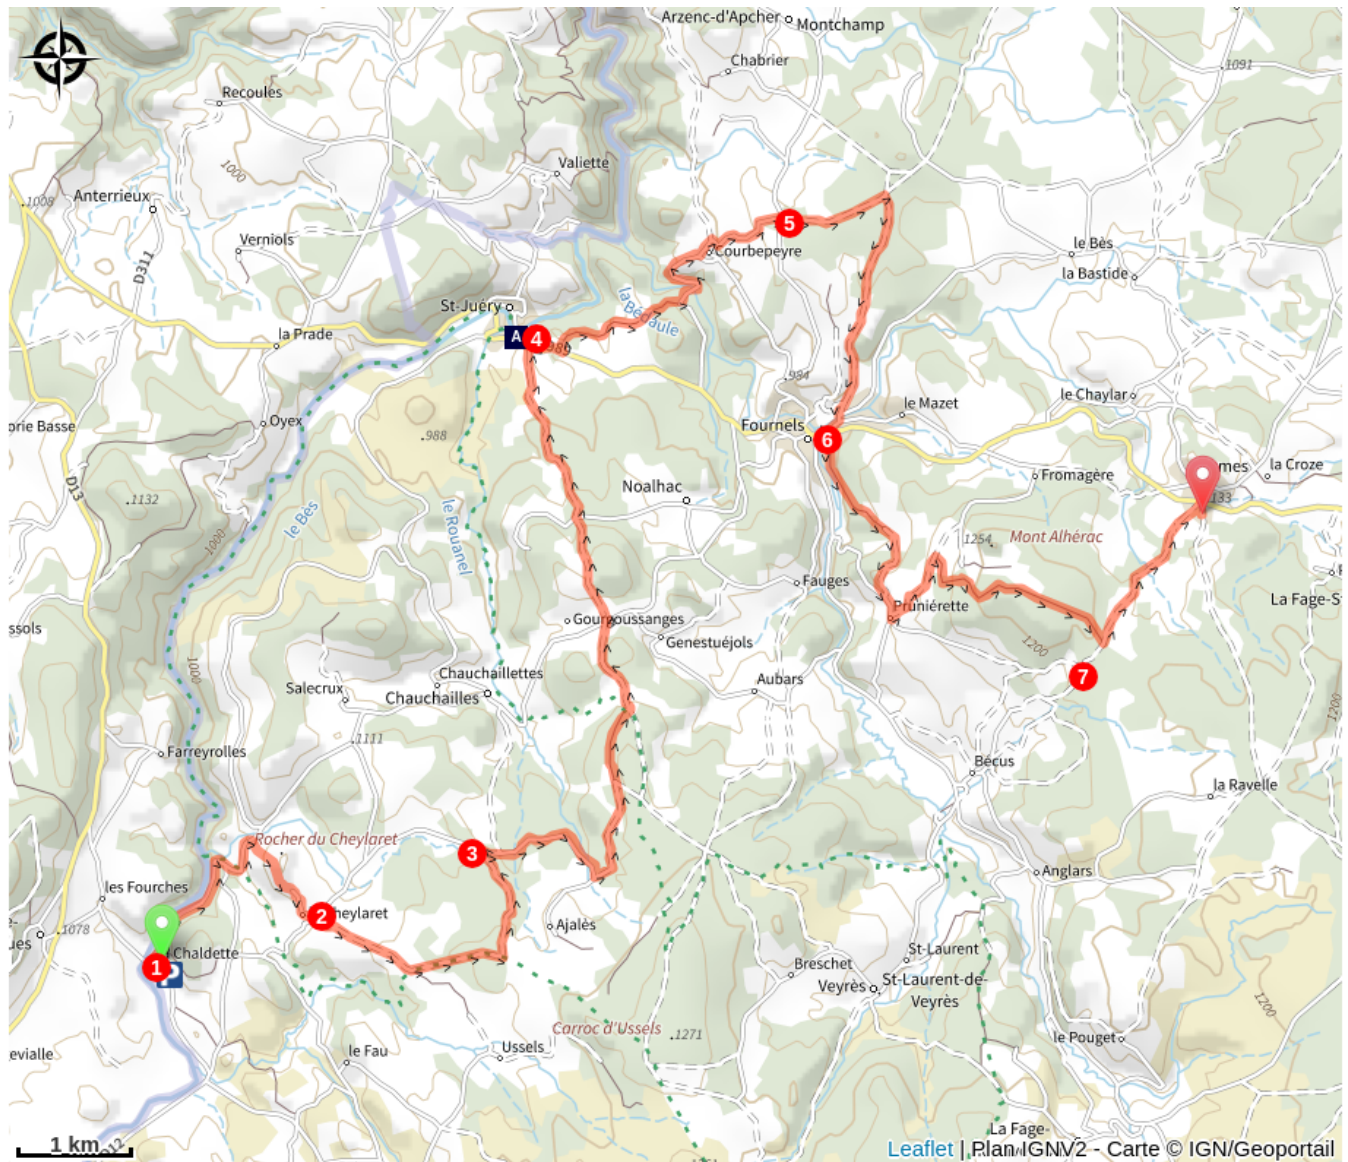 Arzenc-d'Apcher
Montchamp
Chabrier
1091
Recoules
Valiette
1000
Anterrieux
1008
Verniols
D311
le Bès
la Bastide
Courbepeyre
5
St-Juéry
la Bédaule
la Prade
A
4
984
le Mazet
le Chaylar
Oyex
orie Basse
988
Fournels
6
la Croze
mes
Fromagère
D13
1132
Noalhac
133
le Bès
le Rouanel
1000
1254
Mont Alhérac
Fauges
Pruniérette
La Fage-S
ssols
Gourgoussanges
Genestuéjols
1200
1000
Chauchaillettes
Chauchailles
Salecrux
Aubars
7
1200
1111
Farreyrolles
Bécus
la Ravelle
Rocher du Cheylaret
3
Anglars
les Fourches
2
heylaret
1078
ues
Ajalès
Chaldette
1
P
St-Laurent
Breschet
Veyrès
St-Laurent-de-
Veyrès
1200
Carroc d'Ussels
1271
le Pouget
evialle
le Fau
Ussels
La Fage-
1 km
Leaflet | Plan IGNV2 - Carte © IGN/Geoportail